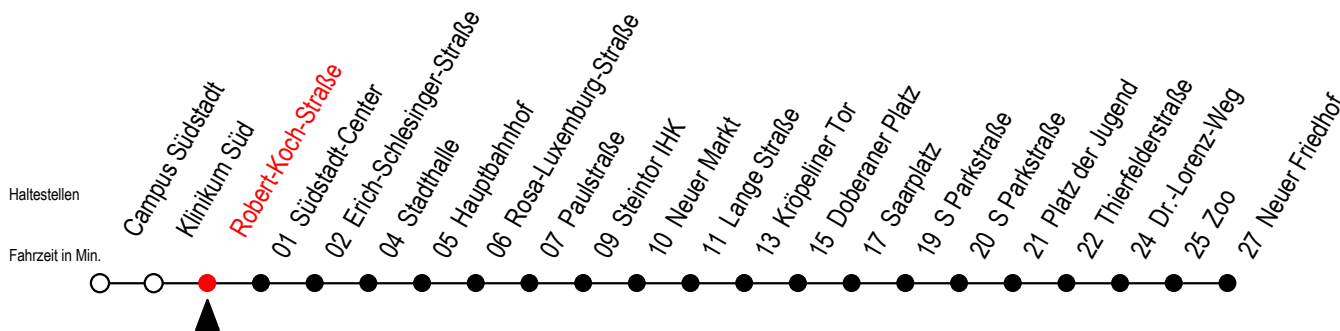 Haltestellen
Fahrzeit in Min.
Campus Südstadt
Klinikum Süd
Robert-Koch-Straße
01 Südstadt-Center
02 Erich-Schlesinger-Straße
04 Stadthalle
05 Hauptbahnhof
06 Rosa-Luxemburg-Straße
07 Paulstraße
09 Steintor IHK
10 Neuer Markt
11 Lange Straße
13 Kröpeliner Tor
15 Doberaner Platz
17 Saarplatz
19 S Parkstraße
20 S Parkstraße
21 Platz der Jugend
22 Thierfelderstraße
24 Dr.-Lorenz-Weg
25 Zoo
27 Neuer Friedhof